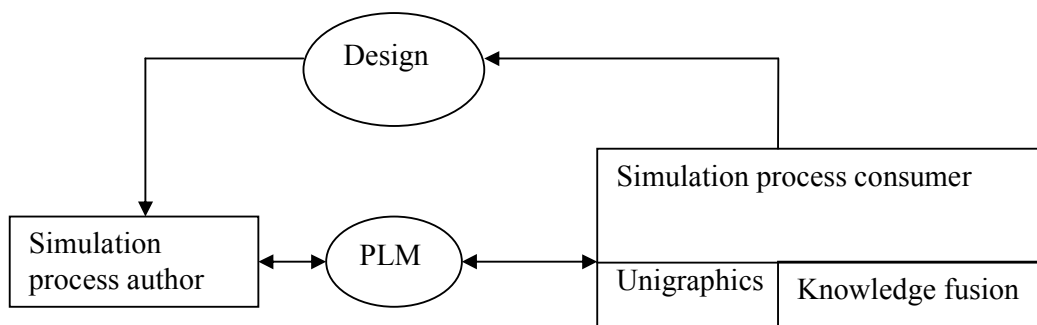 Design
Simulation process consumer
Simulation
process author
PLM
Unigraphics
Knowledge fusion